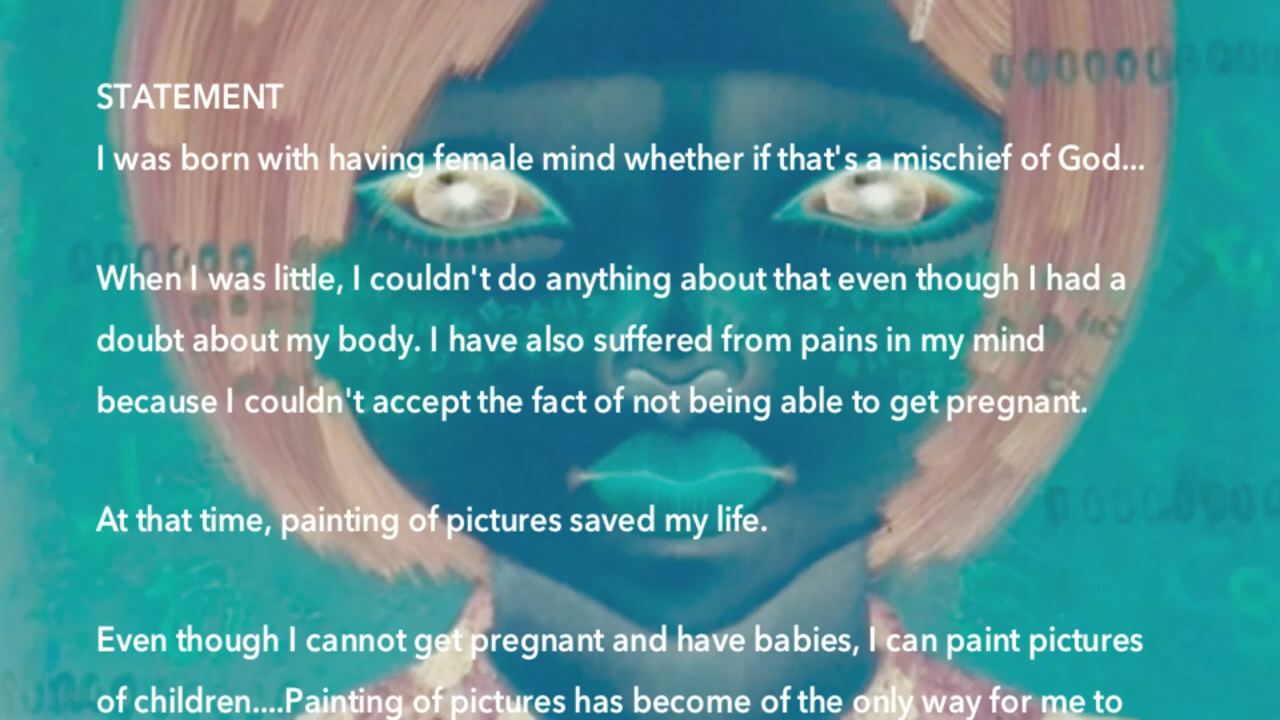 STATEMENT
I was born with having female mind whether if that's a mischief of God...
When I was little, I couldn't do anything about that even though I had a
doubt about my body. I have also suffered from pains in my mind
because I couldn't accept the fact of not being able to get pregnant.
At that time, painting of pictures saved my life.
Even though I cannot get pregnant and have babies, I can paint pictures
of children....Painting of pictures has become of the only way for me to